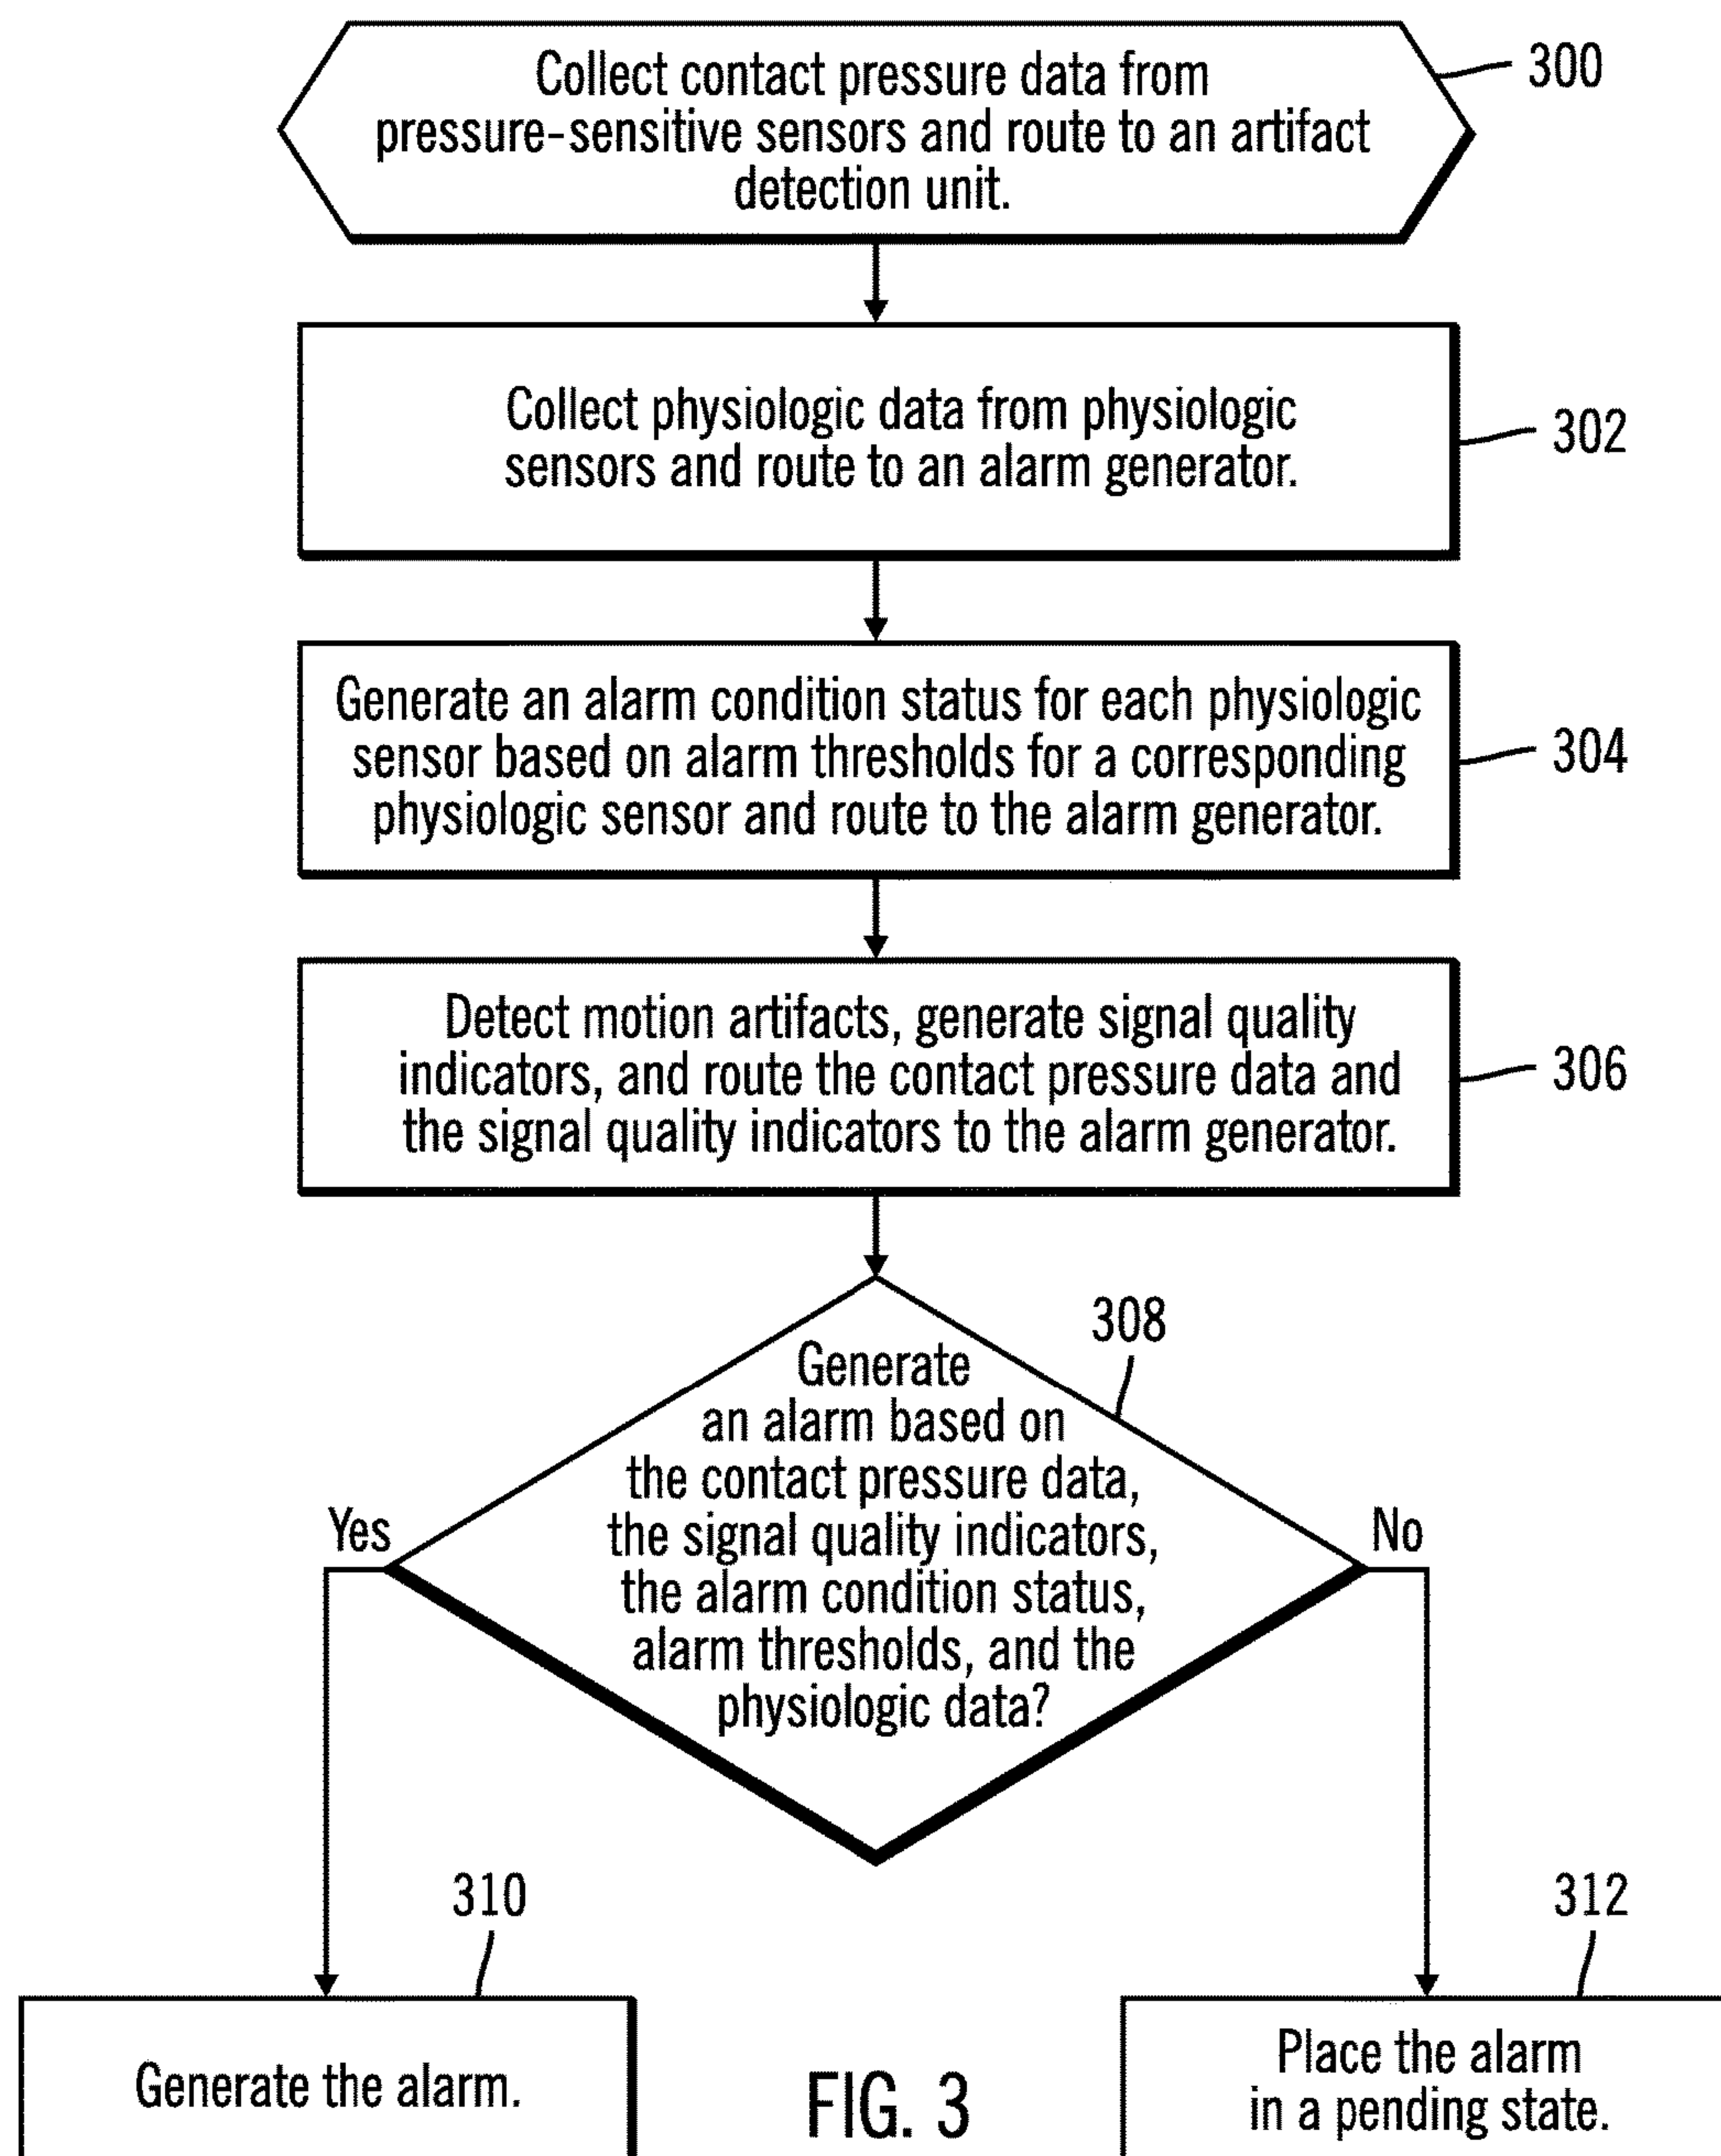 Collect contact pressure data from
pressure-sensitive sensors and route to an artifact
detection unit.
300
Collect physiologic data from physiologic
sensors and route to an alarm generator.
302
Generate an alarm condition status for each physiologic
sensor based on alarm thresholds for a corresponding
physiologic sensor and route to the alarm generator.
304
Detect motion artifacts, generate signal quality
indicators, and route the contact pressure data and
the signal quality indicators to the alarm generator.
306
308
Generate
an alarm based on
the contact pressure data,
the signal quality indicators,
the alarm condition status,
alarm thresholds, and the
physiologic data?
Yes
No
310
Generate the alarm.
312
Place the alarm
in a pending state.
FIG. 3